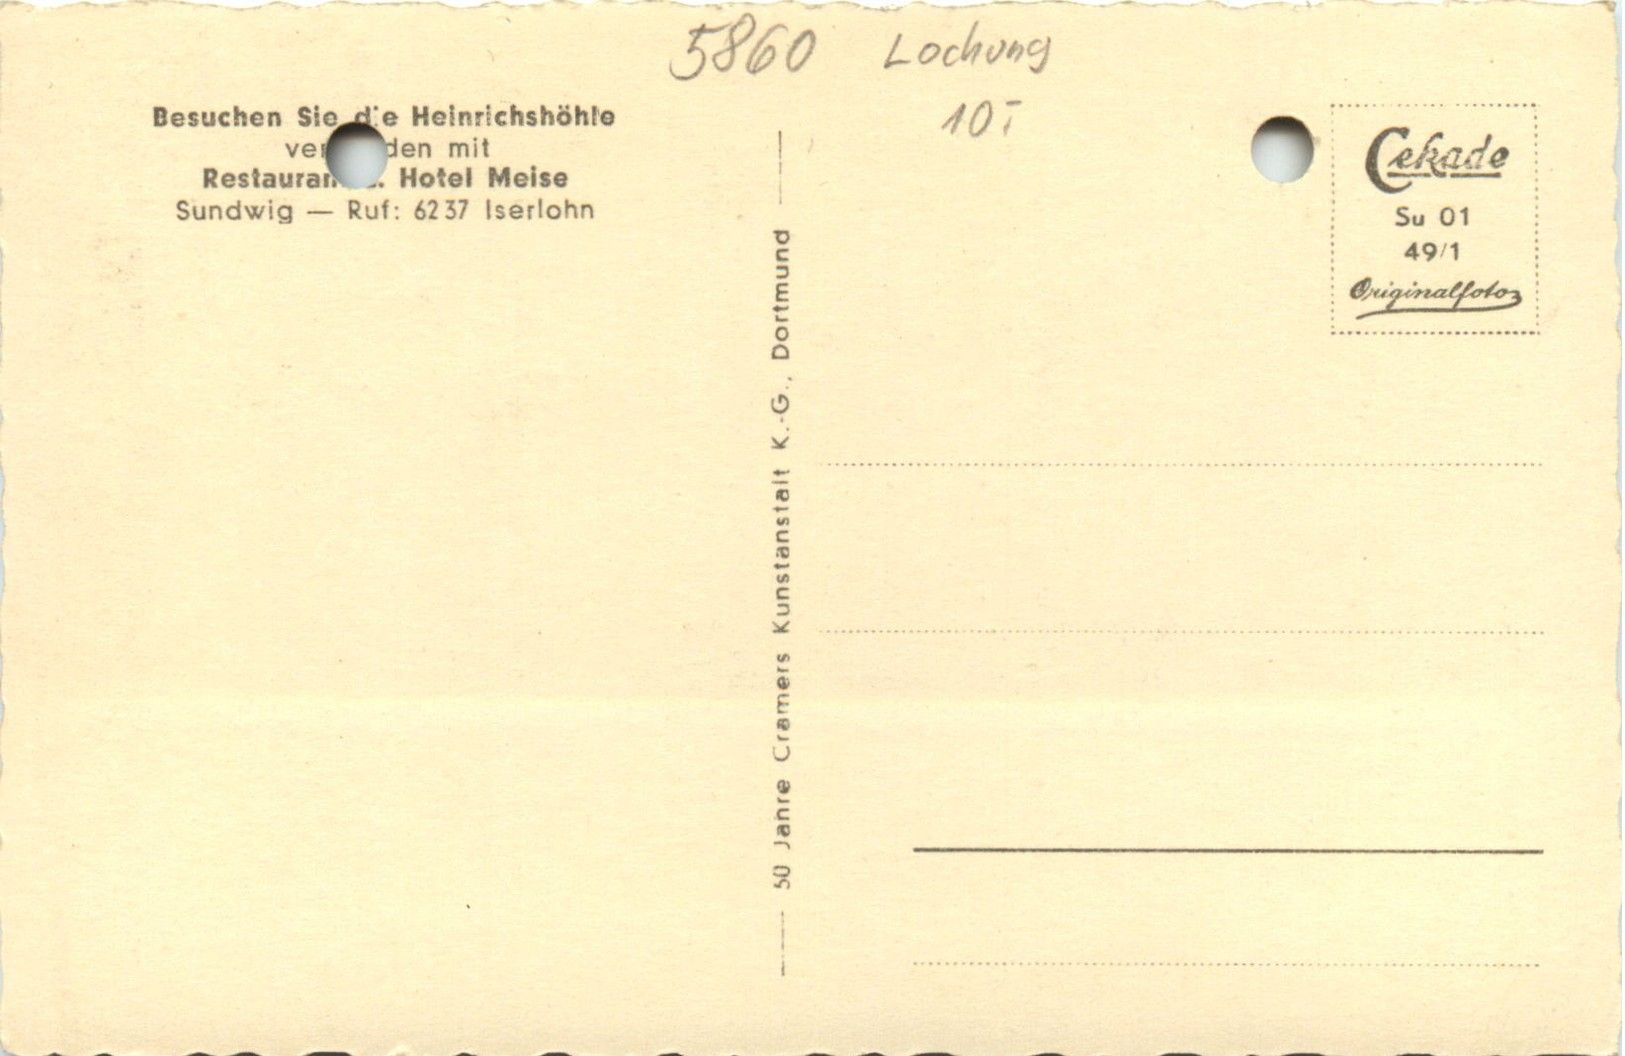 5860 Lochung
10,-
Besuchen Sie die Heinrichshöhle
ver den mit
Restauran . Hotel Meise
Sundwig — Ruf: 6237 Iserlohn
50 Jahre Cramers Kunstanstalt K.-G., Dortmund
Cekade
Su 01
49/1
Originalfoto